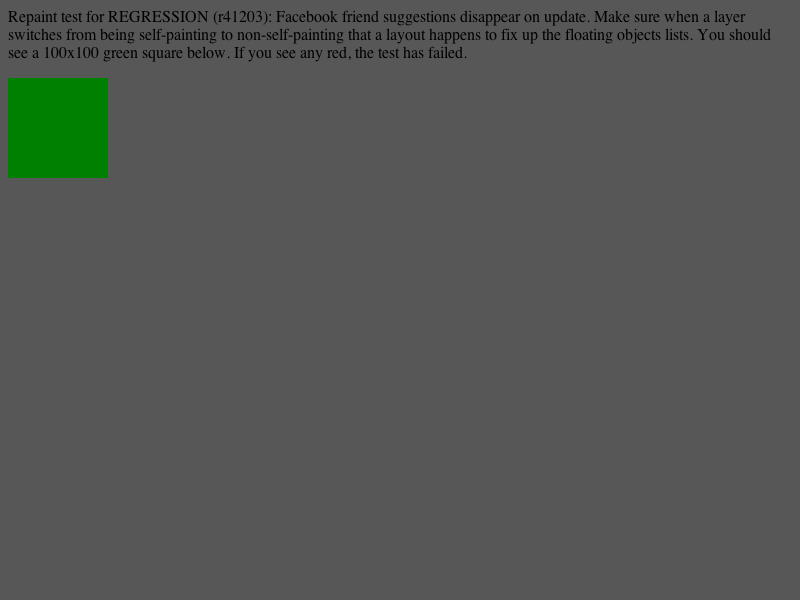 Repaint test for REGRESSION (r41203): Facebook friend suggestions disappear on update. Make sure when a layer
switches from being self-painting to non-self-painting that a layout happens to fix up the floating objects lists. You should
see a 100x100 green square below. If you see any red, the test has failed.